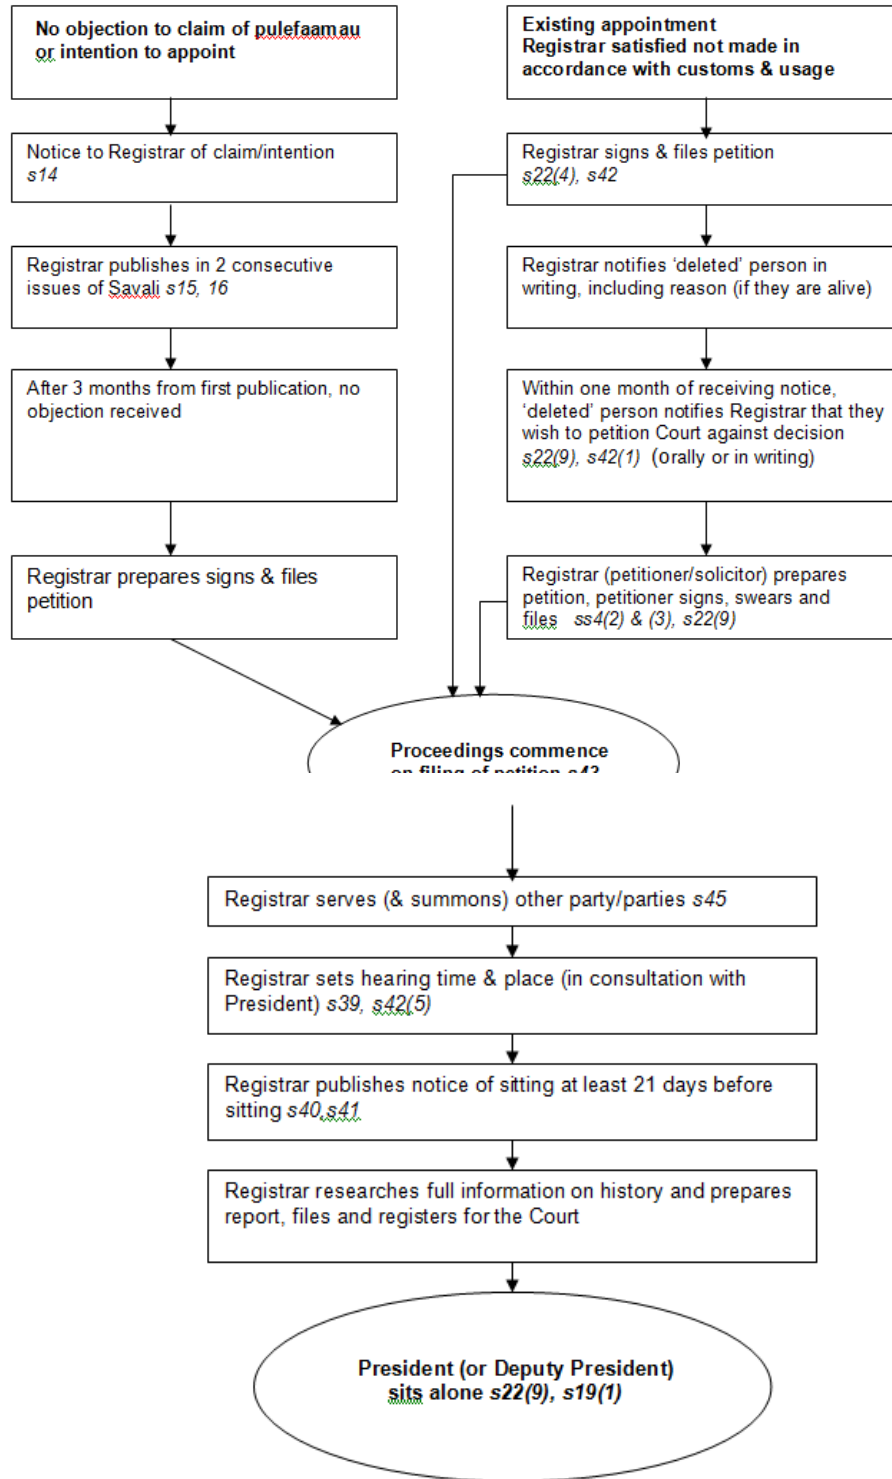 No objection to claim of pulefaamau
or intention to appoint
Notice to Registrar of claim/intention
s14
Registrar publishes in 2 consecutive
issues of Savali s15, 16
After 3 months from first publication, no
objection received
Registrar prepares signs & files
petition
Existing appointment
Registrar satisfied not made in
accordance with customs & usage
Registrar signs & files petition
s22(4), s42
Registrar notifies ‘deleted’ person in
writing, including reason (if they are alive)
Within one month of receiving notice,
‘deleted’ person notifies Registrar that they
wish to petition Court against decision
s22(9), s42(1) (orally or in writing)
Registrar (petitioner/solicitor) prepares
petition, petitioner signs, swears and
files ss4(2) & (3), s22(9)
Proceedings commence
on filing of petition s43
Registrar serves (& summons) other party/parties s45
Registrar sets hearing time & place (in consultation with
President) s39, s42(5)
Registrar publishes notice of sitting at least 21 days before
sitting s40,s41
Registrar researches full information on history and prepares
report, files and registers for the Court
President (or Deputy President)
sits alone s22(9), s19(1)